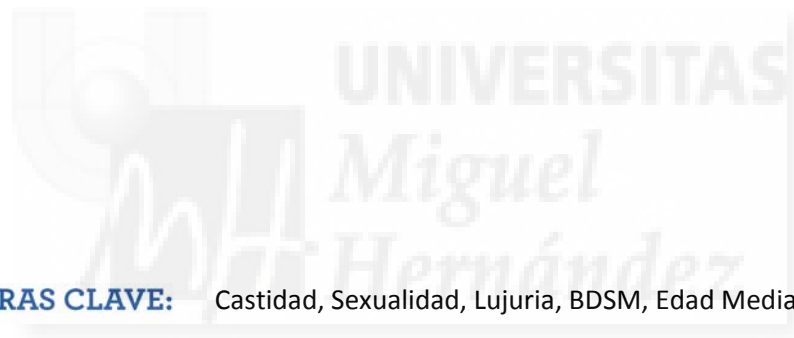 UNIVERSITAS
Miguel
Hernández
RAS CLAVE: Castidad, Sexualidad, Lujuria, BDSM, Edad Media